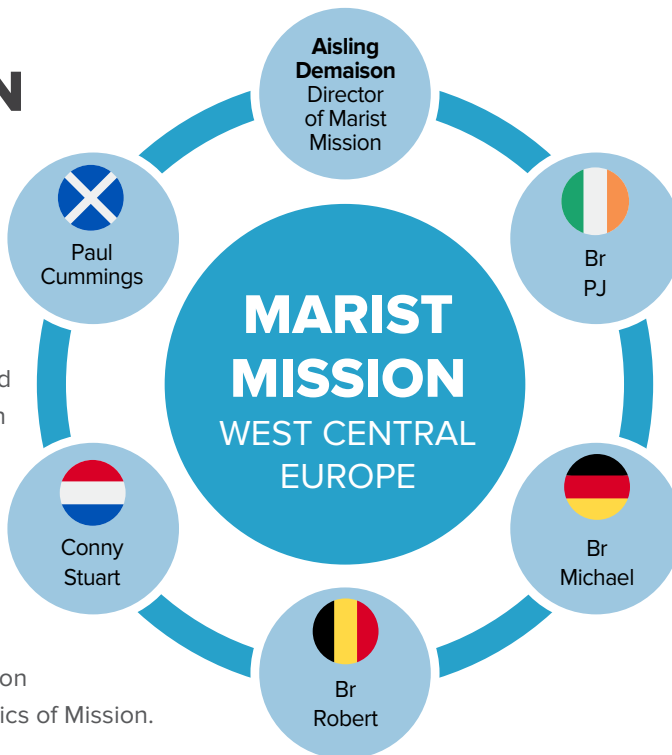 N
Aisling
Demaison
Director
of Marist
Mission
Paul
Cummings
Br
PJ
MARIST
MISSION
WEST CENTRAL
EUROPE
d
n
Conny
Stuart
Br
Michael
Br
Robert
on
ics of Mission.